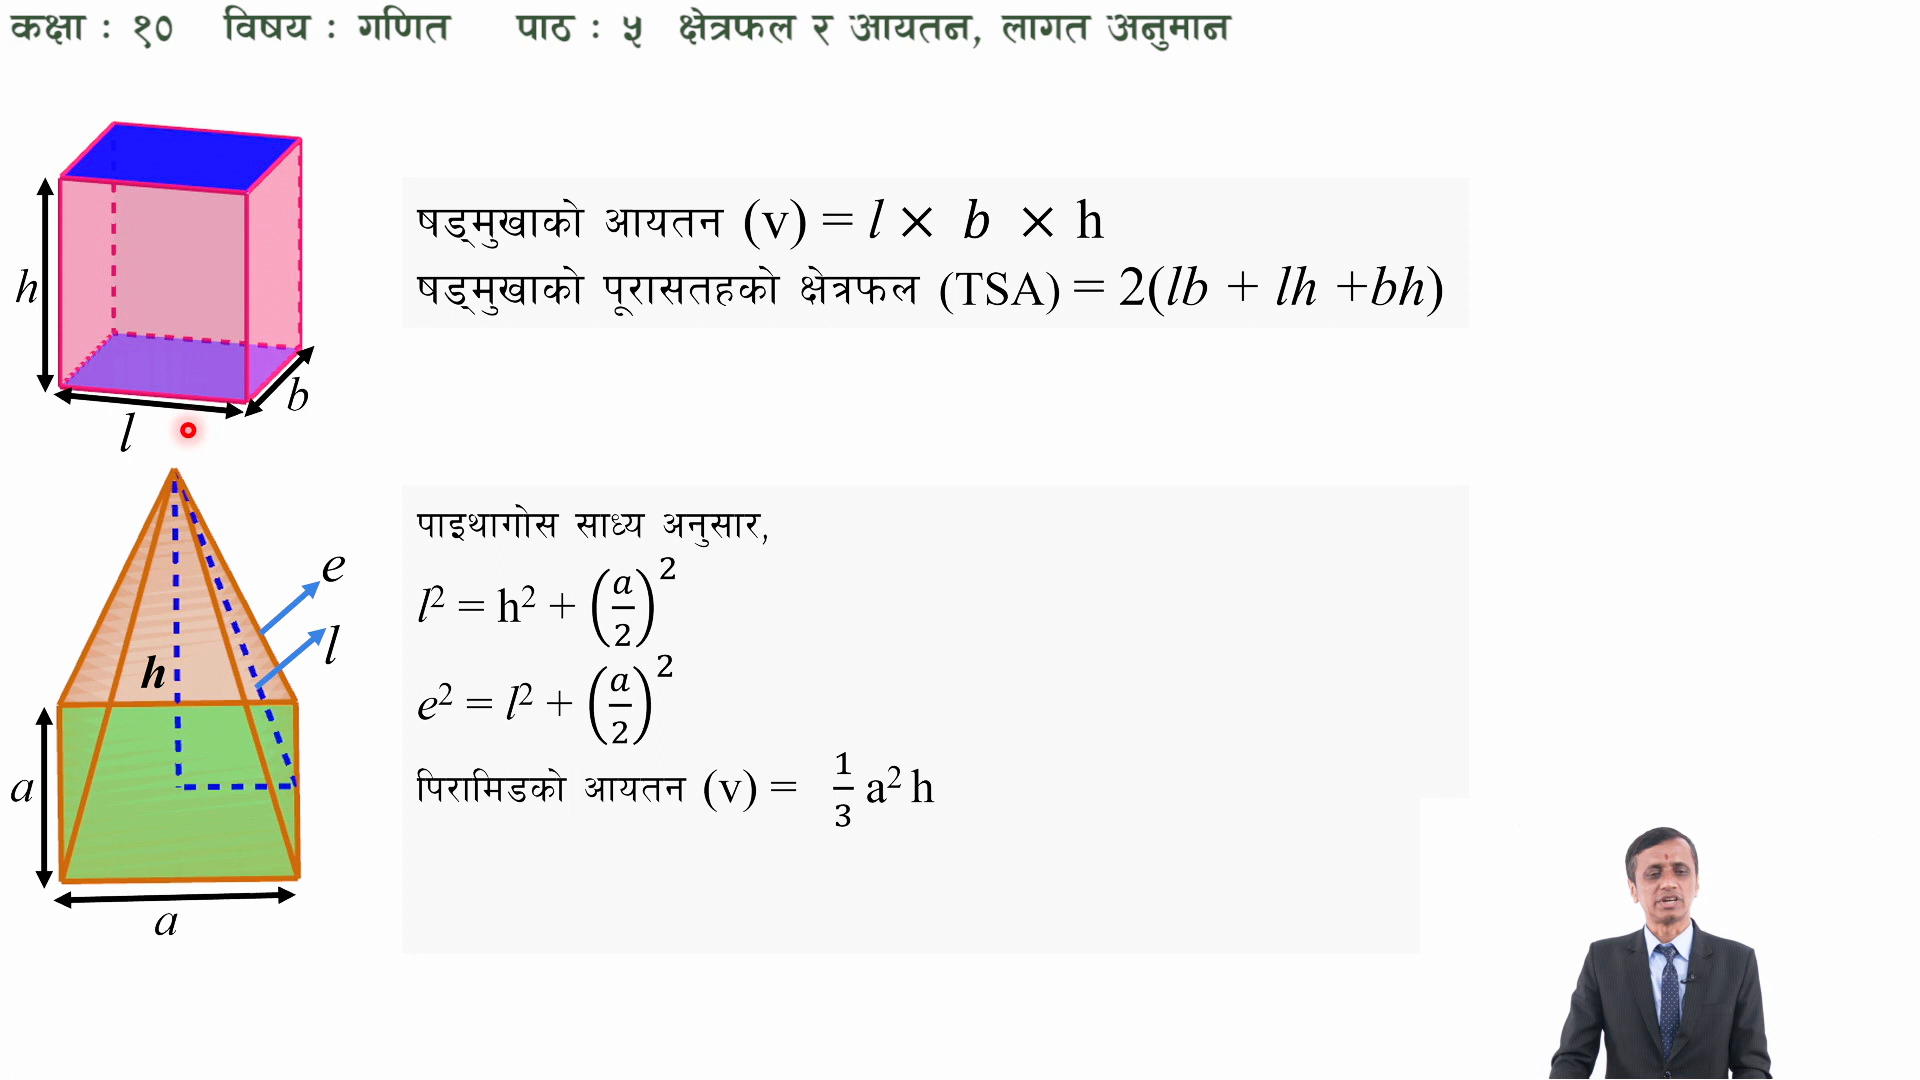 कक्षा : १० विषय : गणित पाठ : ५ क्षेत्रफल र आयतन, लागत अनुमान
h
l
b
षड्मुखाको आयतन (v) = l × b × h
षड्मुखाको पूरासतहको क्षेत्रफल (TSA) = 2(lb + lh +bh)
e
l
h
a
a
पाइथागोस साध्य अनुसार,
l² = h² + (a/2)²
e² = l² + (a/2)²
पिरामिडको आयतन (v) = 1/3 a² h